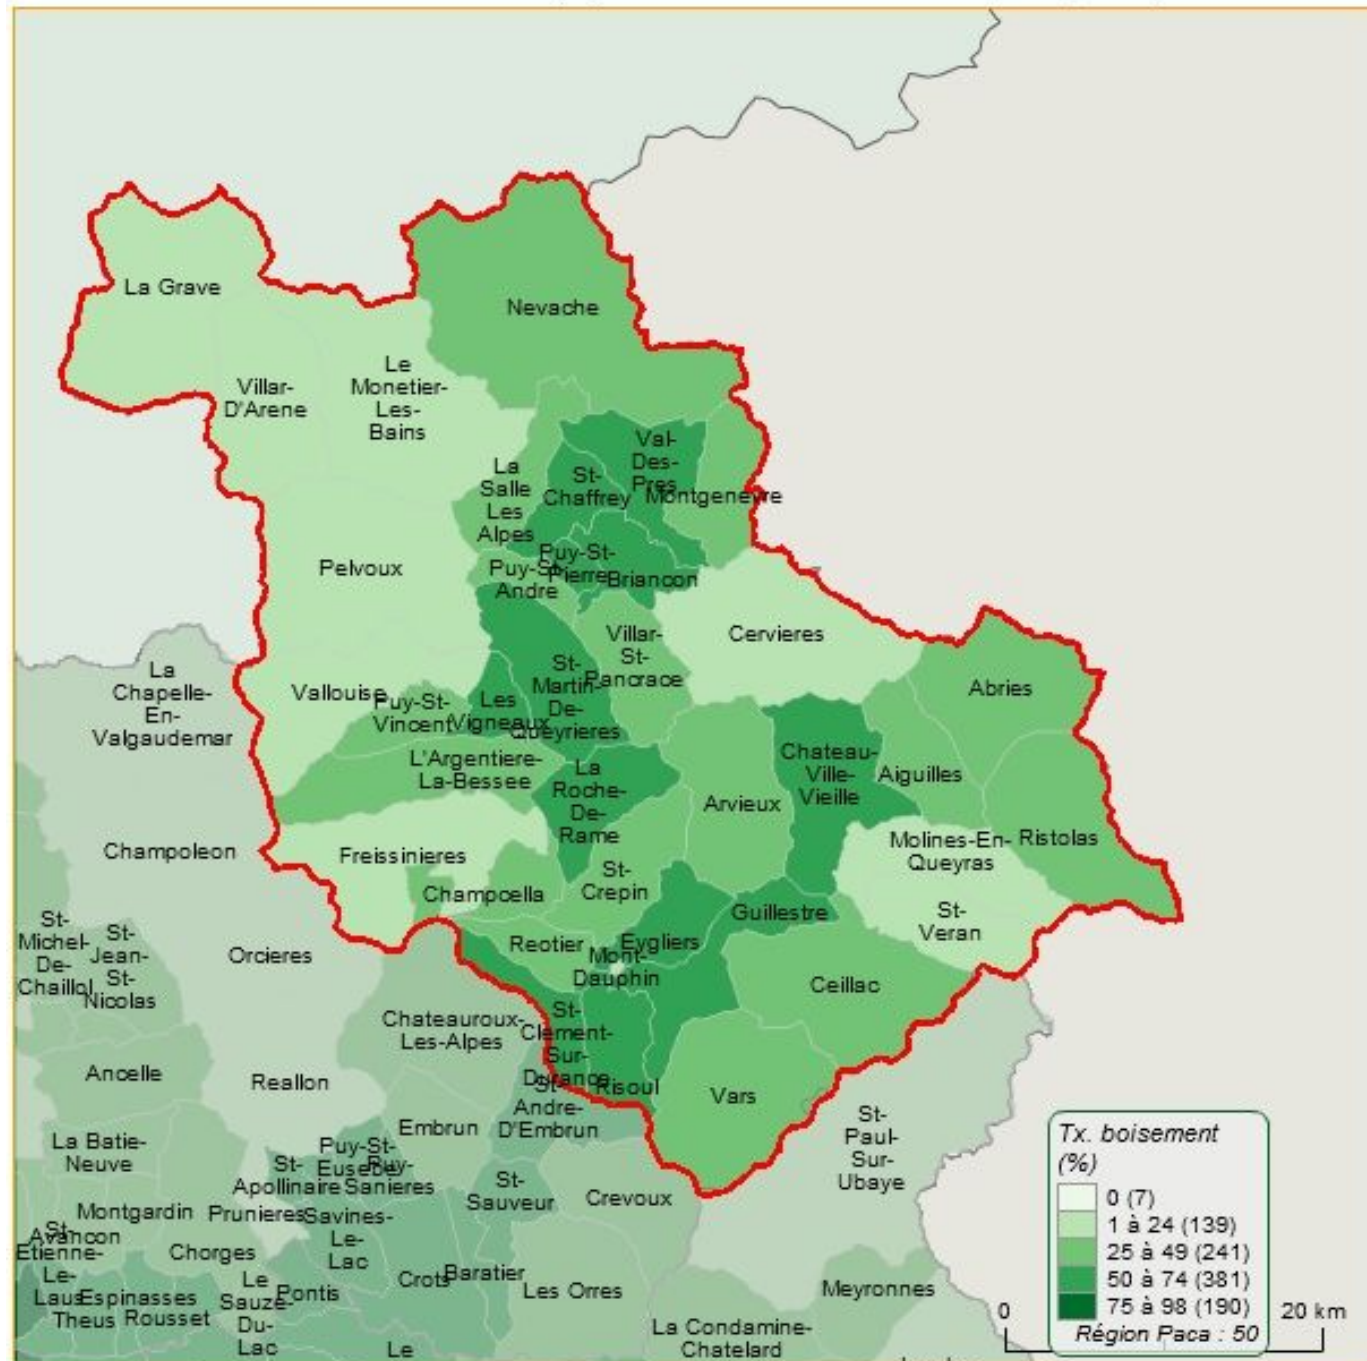 La Grave
Nevache
Le
Monetier-
Les-
Bains
Villar-
D'Arene
Val-
Des-
Pres
La
Salle
Les
Alpes
St-
Chaffrey
Montgenevre
Pelvoux
Puy-St-
Andre
Puy-St-
Pierre
Briancon
Villar-
St-
Pancrace
Cervieres
La
Chapelle-
En-
Valgaudemar
Vallouise
Puy-St-
Vincent
Les
Vigneaux
St-
Martin-
De-
Queyrieres
Abries
L'Argentiere-
La-Bessee
La
Roche-
De-
Rame
Arvieux
Chateau-
Ville-
Vieille
Aiguilles
Champoleon
Freissinieres
Molines-En-
Queyras
Ristolas
Champcella
St-
Crepin
Guillestre
St-
Veran
St-
Michel-
De-
Chaillol
St-
Jean-
St-
Nicolas
Orcieres
Reotier
Eygliers
Mont-
Dauphin
Ceillac
Chateauroux-
Les-Alpes
St-
Clement-
Sur-
Durance
Ancelle
Reallon
Risoul
Vars
St-
Andre-
D'Embrun
Embrun
La Batie-
Neuve
St-
Paul-
Sur-
Ubaye
Puy-St-
Eusebe
Puy-
Sanieres
St-
Apollinaire
St-
Sauveur
Crevoux
Montgardin
Prunieres
Savines-
Le-
Lac
Avancon
St-
Etienne-
Le-
Laus
Chorges
Crots
Baratier
Les Orres
Meyronnes
Espinasses
Theus
Rousset
Le
Sauze-
Du-
Lac
Pontis
Le
La Condamine-
Chatelard
Tx. boisement
(%)
0 (7)
1 à 24 (139)
25 à 49 (241)
50 à 74 (381)
75 à 98 (190)
Région Paca : 50
0 20 km